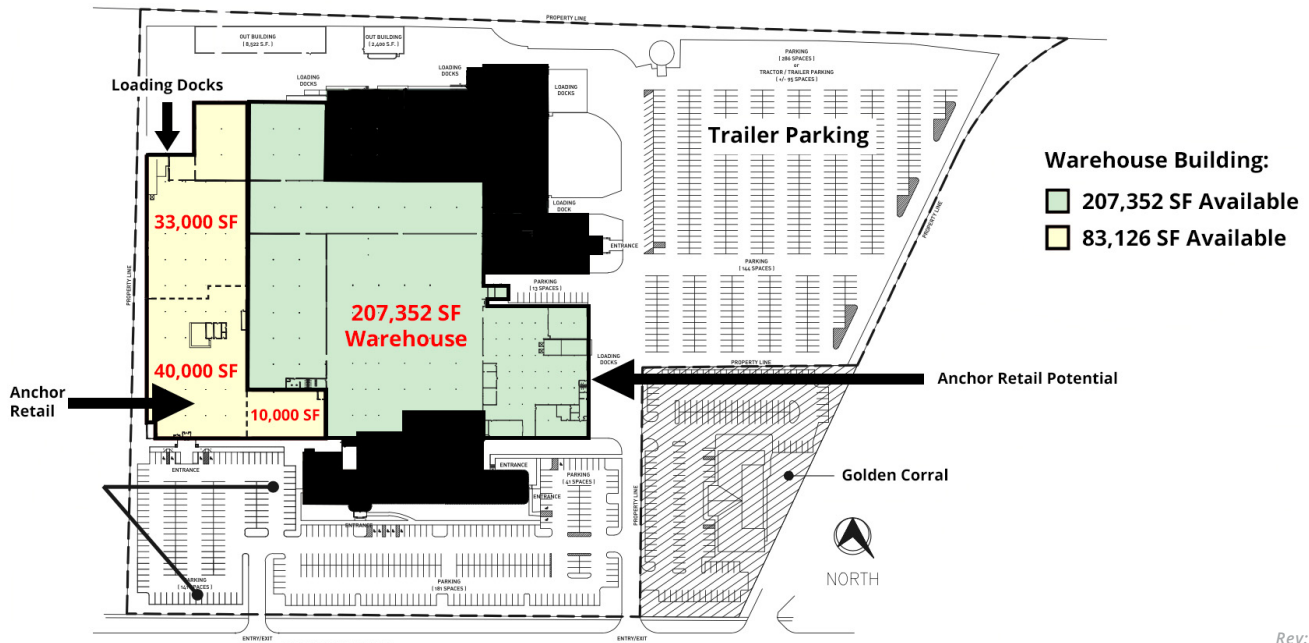 PROPERTY LINE
OUT BUILDING
( 8,522 S.F. )
OUT BUILDING
( 2,400 S.F. )
PARKING
( 286 SPACES )
or
TRACTOR / TRAILER PARKING
( +/- 95 SPACES )
Loading Docks
LOADING
DOCKS
LOADING
DOCKS
LOADING
DOCKS
Trailer Parking
Warehouse Building:
207,352 SF Available
83,126 SF Available
33,000 SF
LOADING
DOCK
ENTRANCE
PROPERTY LINE
PROPERTY LINE
PARKING
( 144 SPACES )
PARKING
( 13 SPACES )
207,352 SF
Warehouse
40,000 SF
LOADING
DOCKS
PROPERTY LINE
Anchor Retail Potential
Anchor
Retail
10,000 SF
ENTRANCE
ENTRANCE
PARKING
( 41 SPACES )
ENTRANCE
ENTRANCE
Golden Corral
PROPERTY LINE
NORTH
PARKING
SPACES )
PARKING
( 181 SPACES )
ENTRY/EXIT
ENTRY/EXIT
Rev: